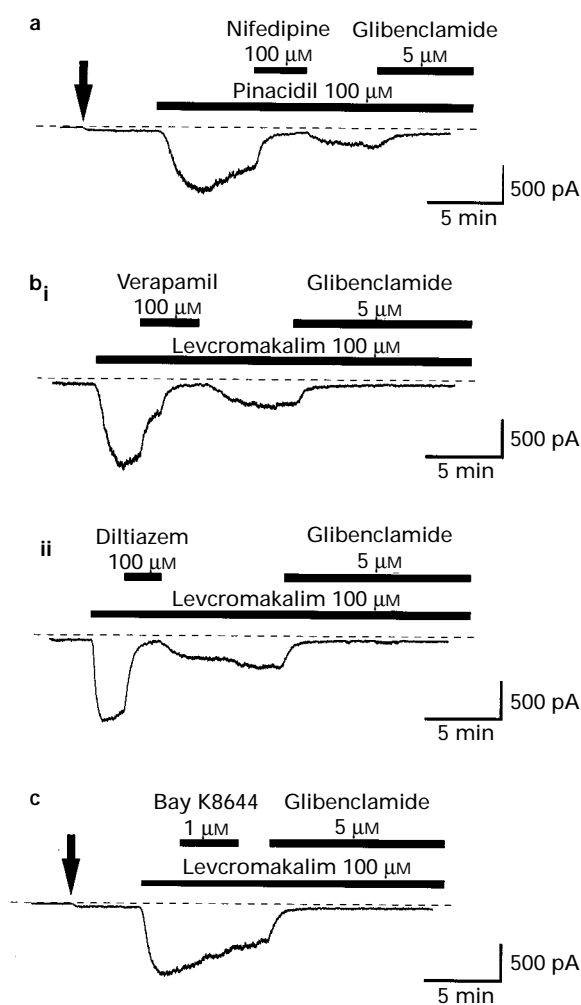 a
Nifedipine Glibenclamide
100 µM 5 µM
Pinacidil 100 µM
500 pA
5 min
bi
Verapamil Glibenclamide
100 µM 5 µM
Levcromakalim 100 µM
500 pA
5 min
ii
Diltiazem Glibenclamide
100 µM 5 µM
Levcromakalim 100 µM
500 pA
5 min
c
Bay K8644 Glibenclamide
1 µM 5 µM
Levcromakalim 100 µM
500 pA
5 min